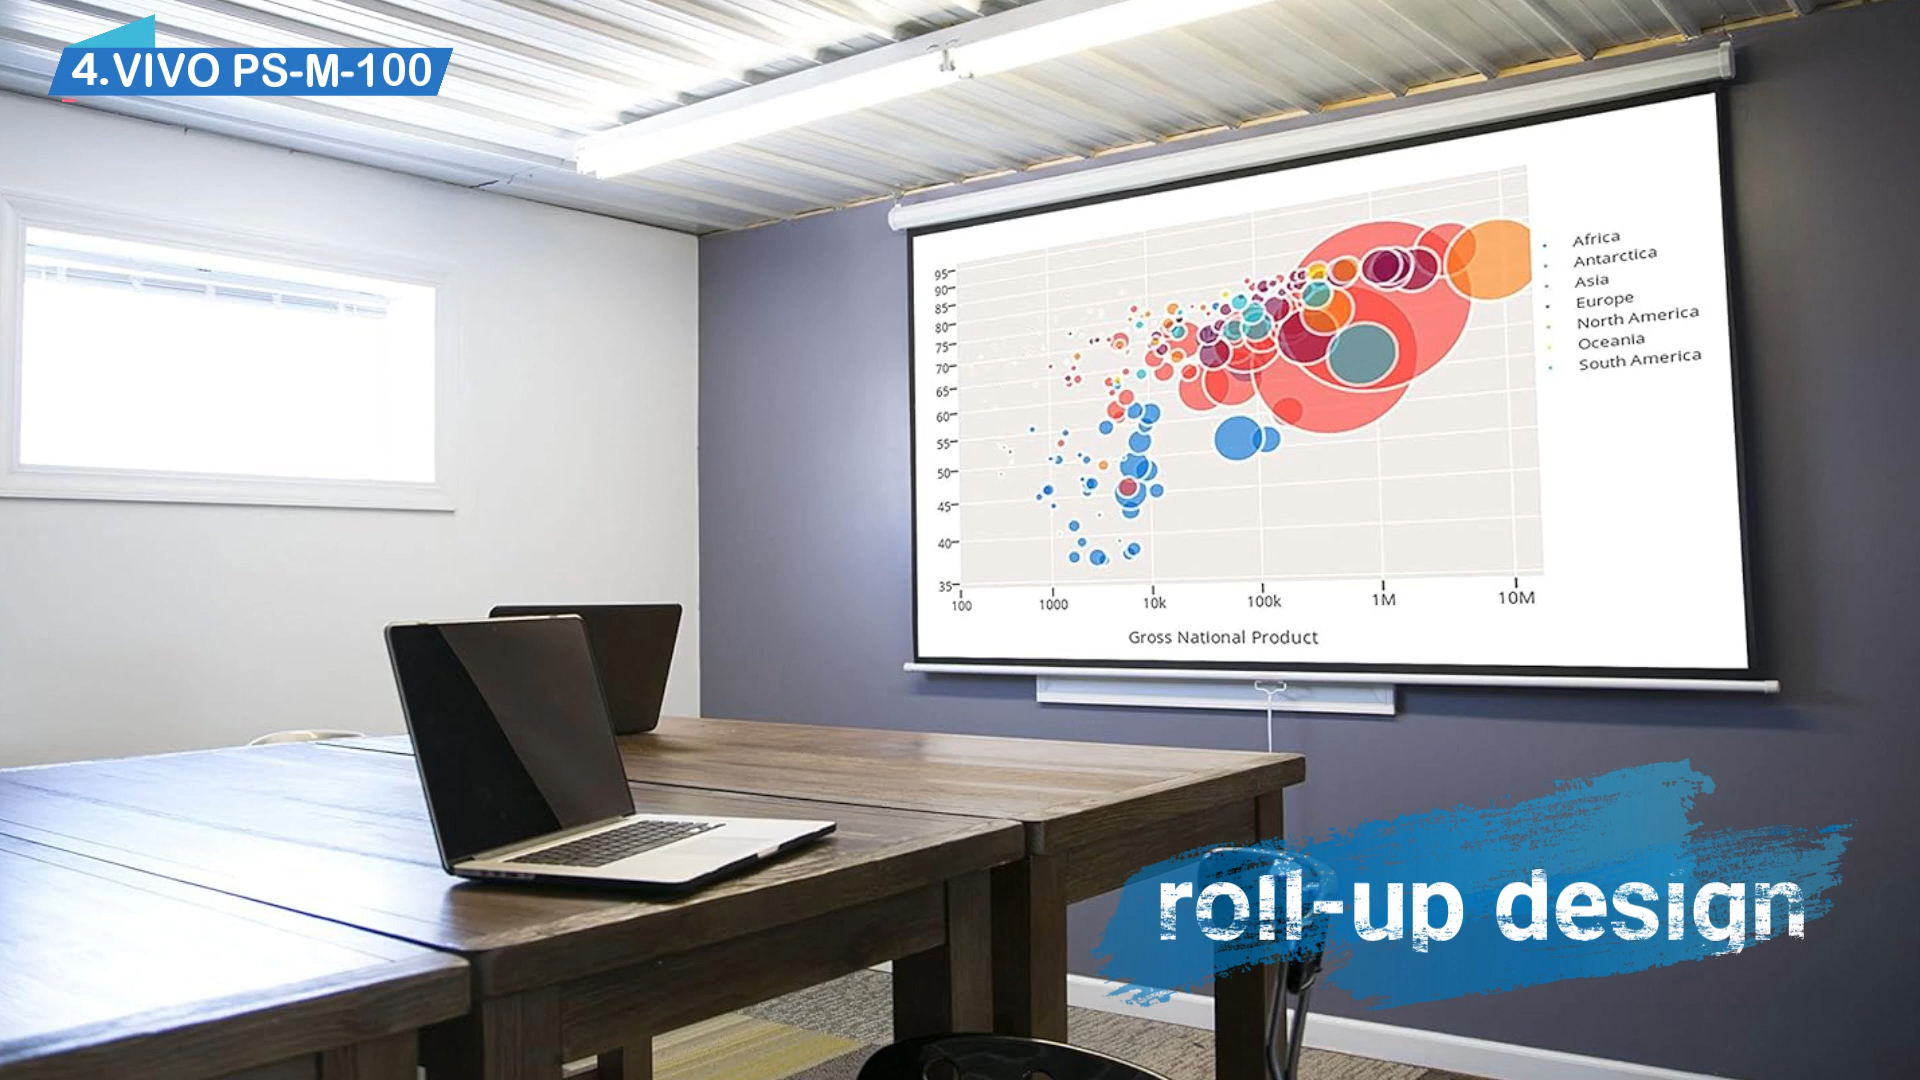 4.VIVO PS-M-100
95
90
85
80
75
70
65
60
55
50
45
40
35
100
1000
10k
100k
1M
10M
Gross National Product
Africa
Antarctica
Asia
Europe
North America
Oceania
South America
roll-up design